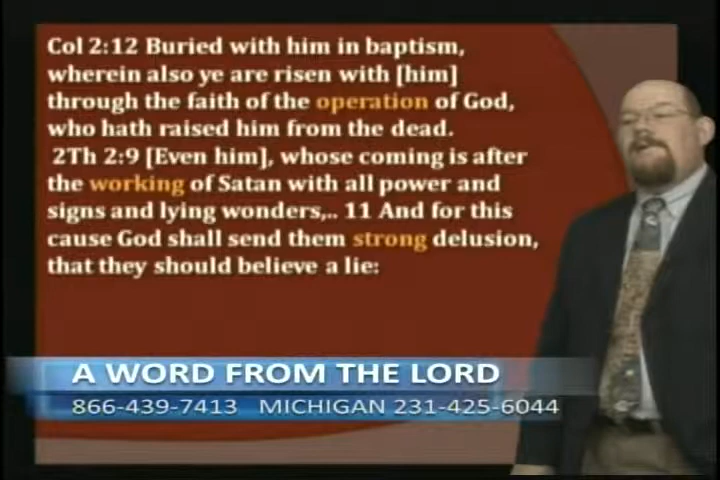 Col 2:12 Buried with him in baptism,
wherein also ye are risen with [him]
through the faith of the operation of God,
who hath raised him from the dead.
2Th 2:9 [Even him], whose coming is after
the working of Satan with all power and
signs and lying wonders,.. 11 And for this
cause God shall send them strong delusion,
that they should believe a lie:
A WORD FROM THE LORD
866-439-7413 MICHIGAN 231-425-6044